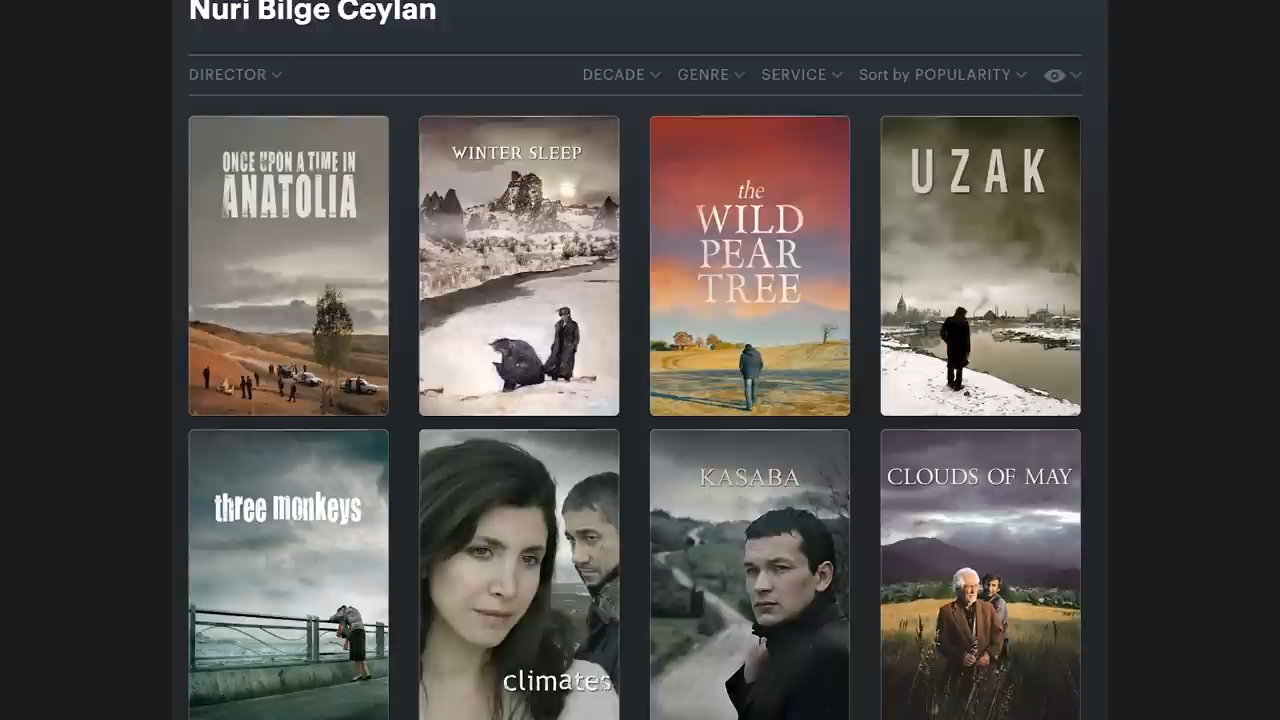 Nuri Bilge Ceylan
DIRECTOR
DECADE
GENRE
SERVICE
Sort by POPULARITY
ONCE UPON A TIME IN
ANATOLIA
WINTER SLEEP
the
WILD
PEAR
TREE
UZAK
three monkeys
climates
KASABA
CLOUDS OF MAY